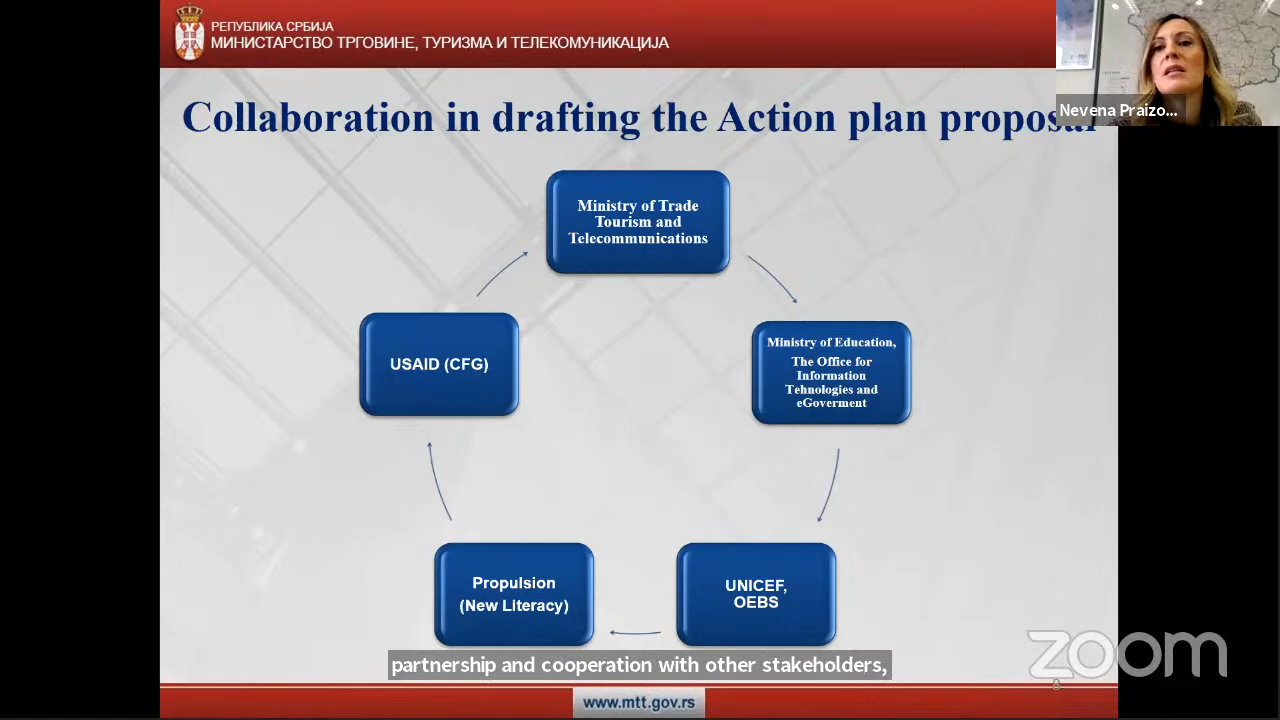 РЕПУБЛИКА СРБИЈА
МИНИСТАРСТВО ТРГОВИНЕ, ТУРИЗМА И ТЕЛЕКОМУНИКАЦИЈА
Nevena Praizo...
Collaboration in drafting the Action plan proposal
Ministry of Trade
Tourism and
Telecommunications
USAID (CFG)
Ministry of Education,
The Office for
Information
Tehnologies and
eGoverment
Propulsion
(New Literacy)
UNICEF,
OEBS
partnership and cooperation with other stakeholders,
zoom
www.mtt.gov.rs